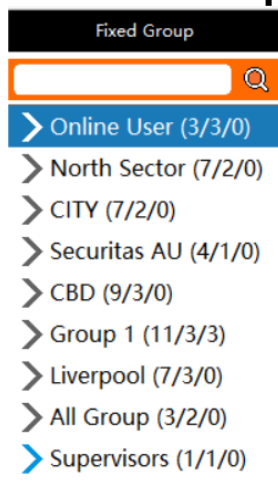 Fixed Group
Online User (3/3/0)
North Sector (7/2/0)
CITY (7/2/0)
Securitas AU (4/1/0)
CBD (9/3/0)
Group 1 (11/3/3)
Liverpool (7/3/0)
All Group (3/2/0)
Supervisors (1/1/0)